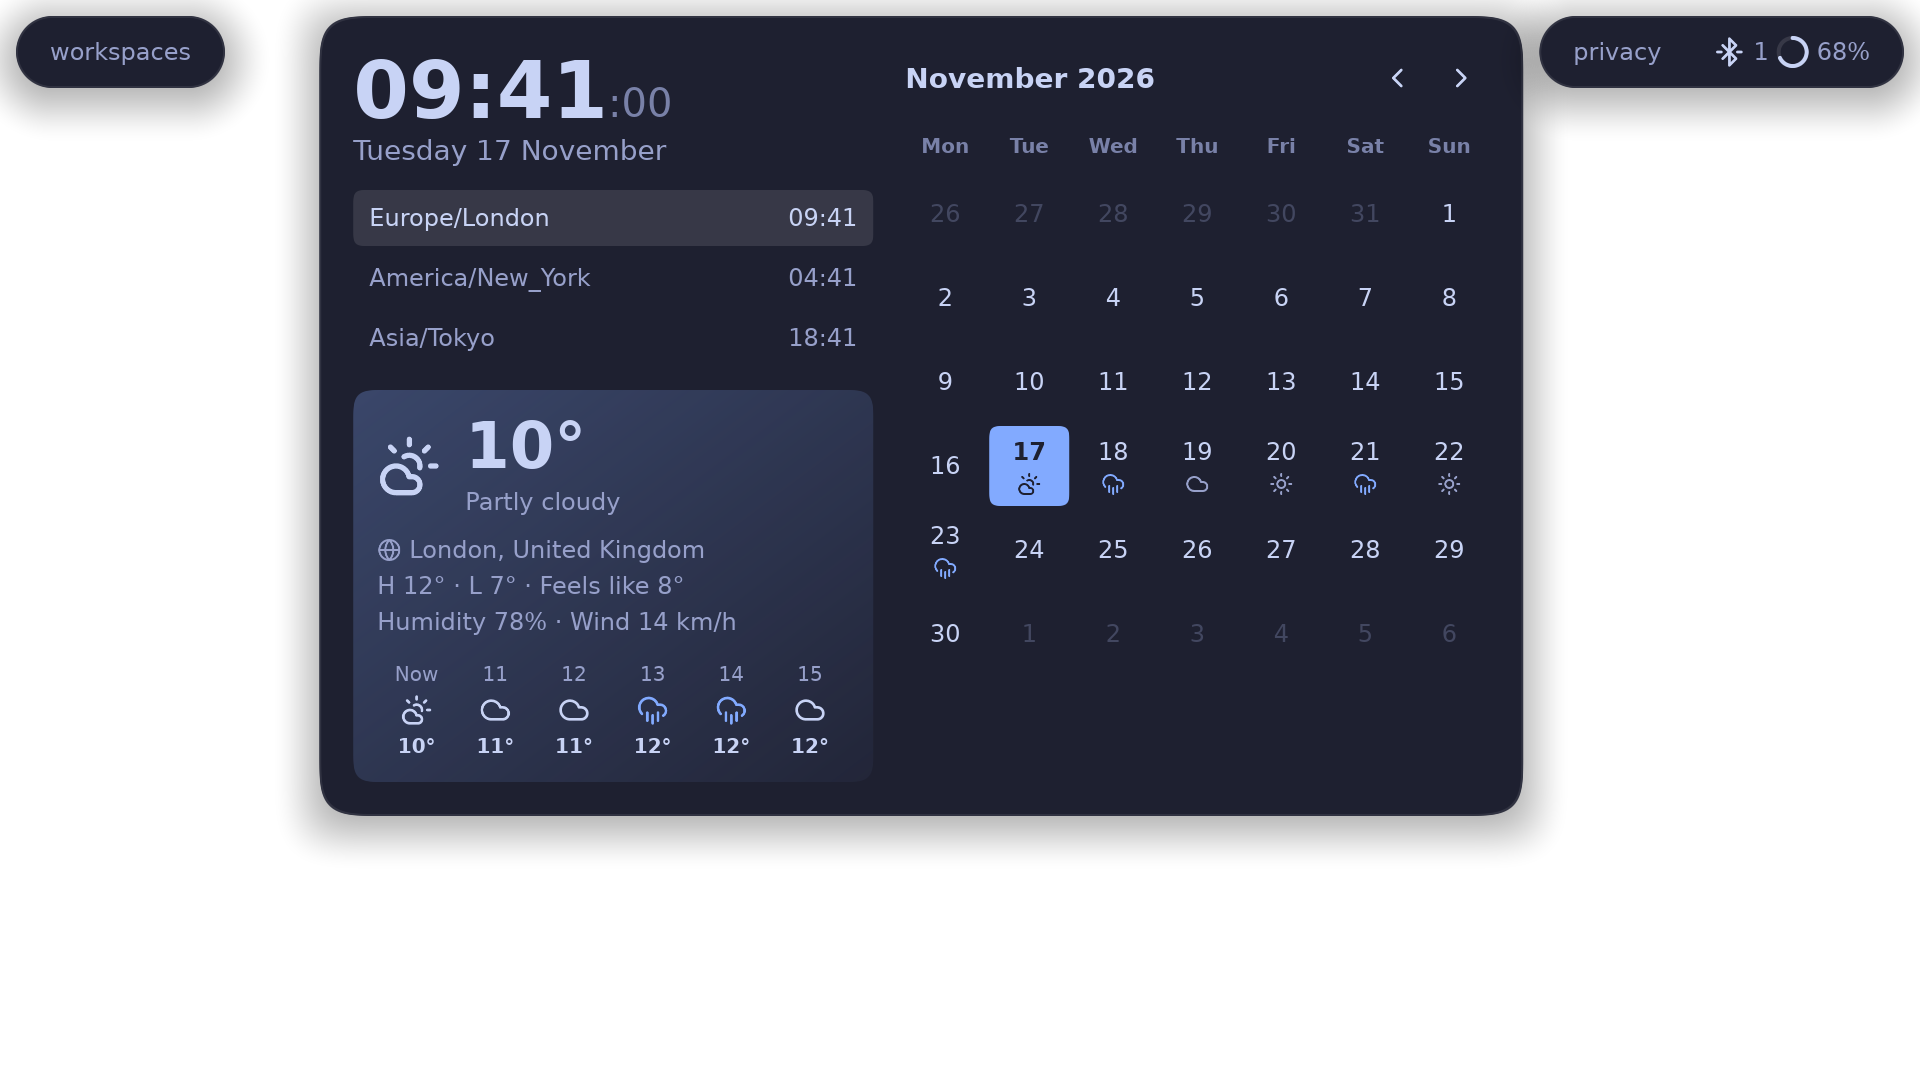 workspaces
09:41:00
Tuesday 17 November
Europe/London 09:41
America/New_York 04:41
Asia/Tokyo 18:41
10°
Partly cloudy
London, United Kingdom
H 12° · L 7° · Feels like 8°
Humidity 78% · Wind 14 km/h
Now 11 12 13 14 15
10° 11° 11° 12° 12° 12°
November 2026
Mon Tue Wed Thu Fri Sat Sun
26 27 28 29 30 31 1
2 3 4 5 6 7 8
9 10 11 12 13 14 15
16 17 18 19 20 21 22
23 24 25 26 27 28 29
30 1 2 3 4 5 6
privacy 1 68%